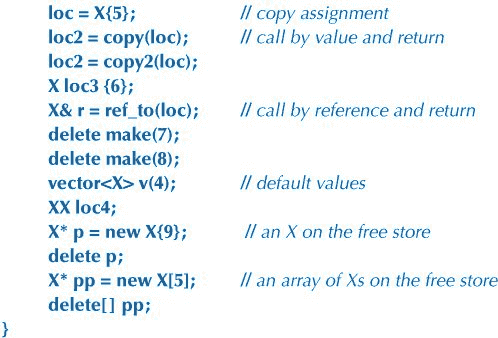 loc = X{5}; // copy assignment
loc2 = copy(loc); // call by value and return
loc2 = copy2(loc);
X loc3 {6};
X& r = ref_to(loc); // call by reference and return
delete make(7);
delete make(8);
vector<X> v(4); // default values
XX loc4;
X* p = new X{9}; // an X on the free store
delete p;
X* pp = new X[5]; // an array of Xs on the free store
delete[] pp;
}